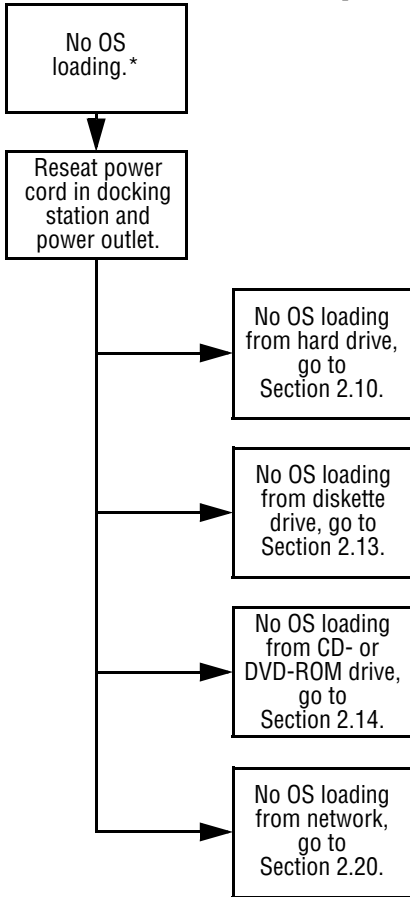 No OS
loading.*
Reseat power
cord in docking
station and
power outlet.
No OS loading
from hard drive,
go to
Section 2.10.
No OS loading
from diskette
drive, go to
Section 2.13.
No OS loading
from CD- or
DVD-ROM drive,
go to
Section 2.14.
No OS loading
from network,
go to
Section 2.20.